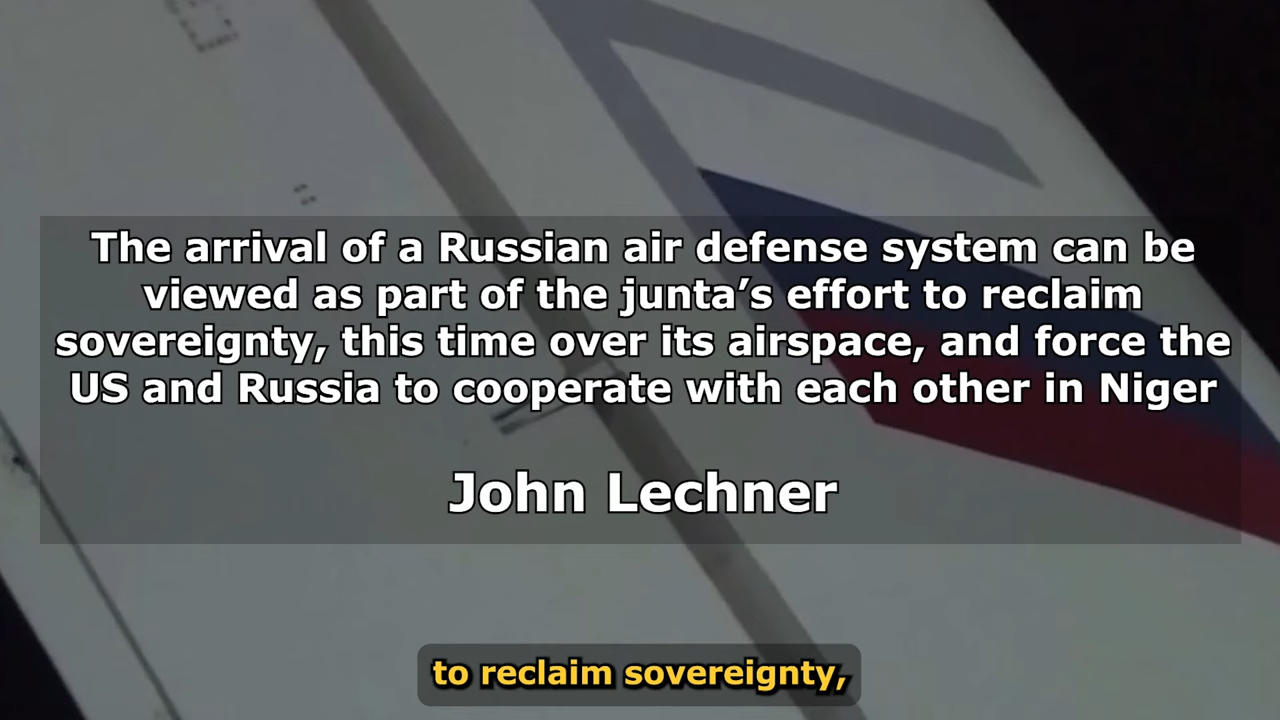 The arrival of a Russian air defense system can be
viewed as part of the junta’s effort to reclaim
sovereignty, this time over its airspace, and force the
US and Russia to cooperate with each other in Niger
John Lechner
to reclaim sovereignty,